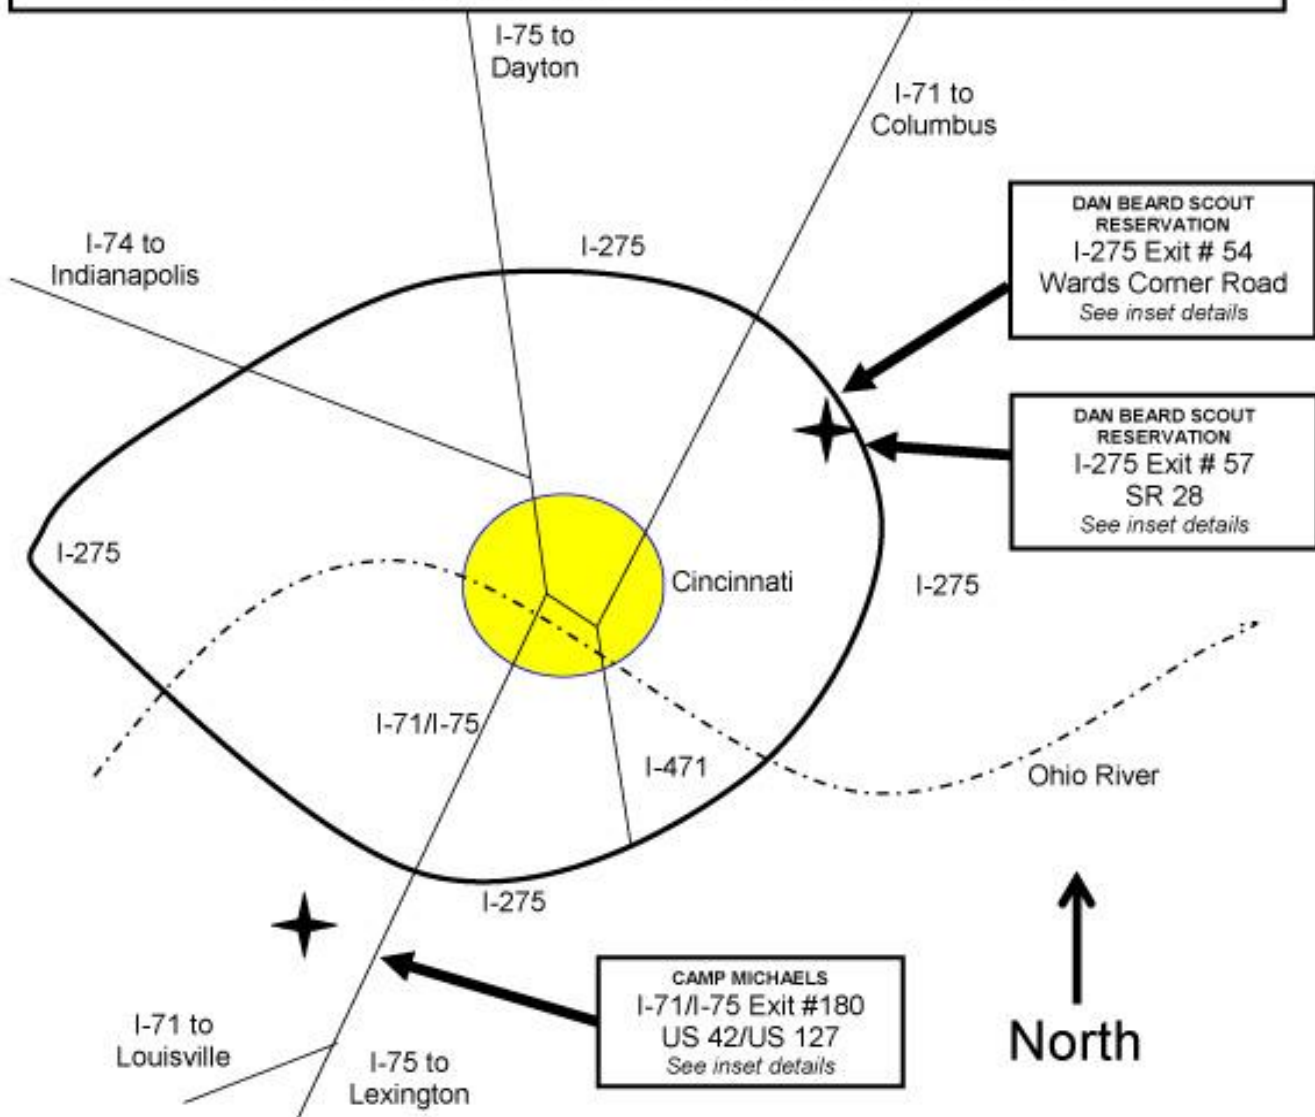 I-75 to
Dayton
I-71 to
Columbus
DAN BEARD SCOUT
RESERVATION
I-275 Exit # 54
Wards Corner Road
See inset details
I-74 to
Indianapolis
I-275
DAN BEARD SCOUT
RESERVATION
I-275 Exit # 57
SR 28
See inset details
I-275
Cincinnati
I-275
I-71/I-75
I-471
Ohio River
I-275
CAMP MICHAELS
I-71/I-75 Exit #180
US 42/US 127
See inset details
North
I-71 to
Louisville
I-75 to
Lexington